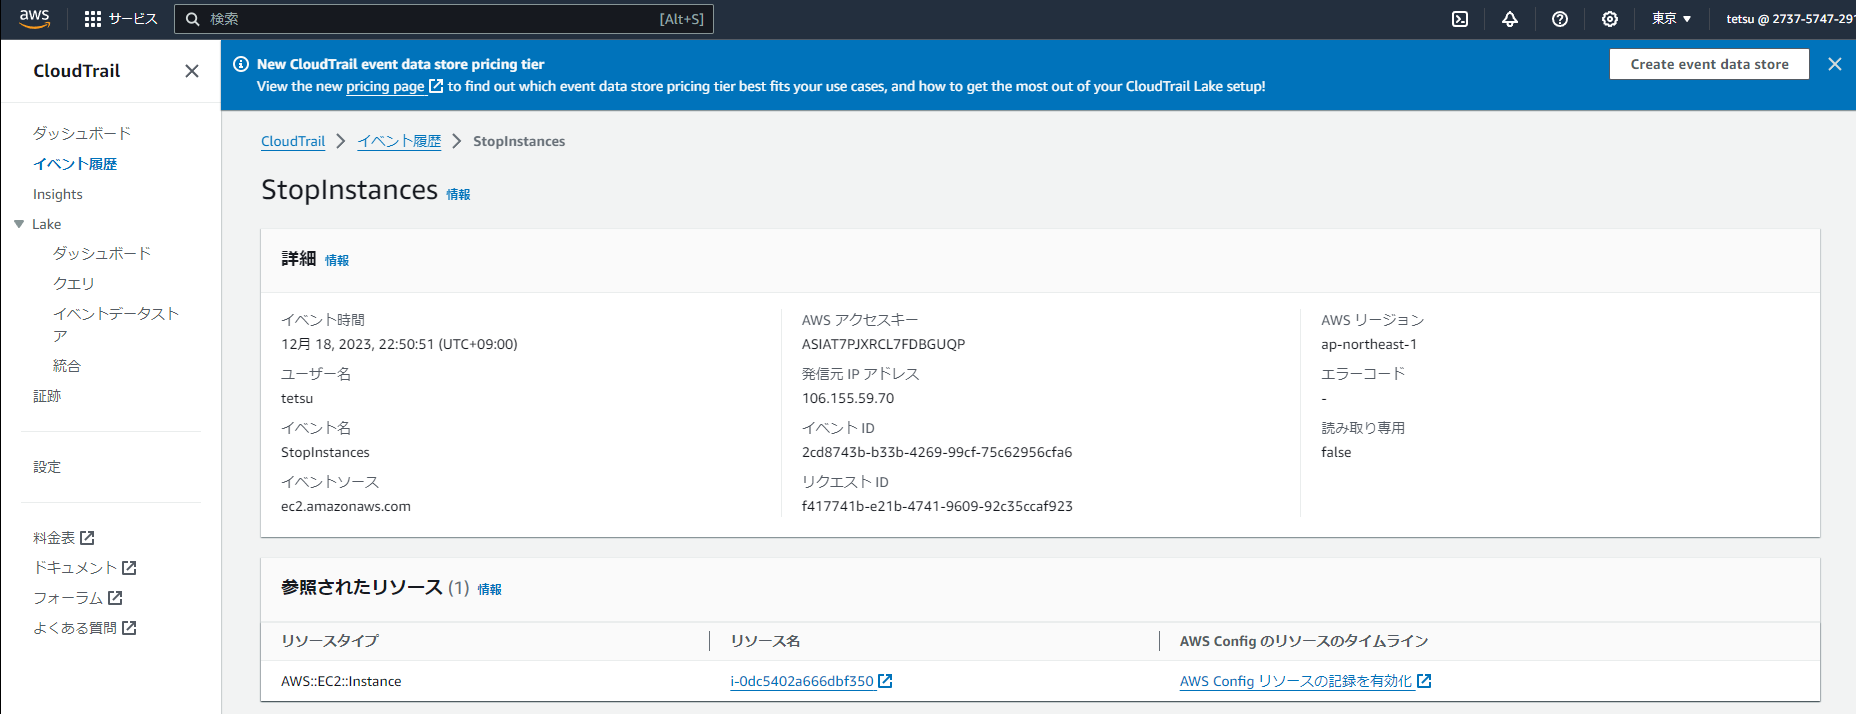 aws サービス 検索 [Alt+S] 東京 ▼ tetsu @ 2737-5747-291
CloudTrail
ダッシュボード
イベント履歴
Insights
Lake
ダッシュボード
クエリ
イベントデータスト
ア
統合
証跡
設定
料金表
ドキュメント
フォーラム
よくある質問
New CloudTrail event data store pricing tier
View the new pricing page to find out which event data store pricing tier best fits your use cases, and how to get the most out of your CloudTrail Lake setup!
Create event data store
CloudTrail > イベント履歴 > StopInstances
StopInstances 情報
詳細 情報
イベント時間
12月 18, 2023, 22:50:51 (UTC+09:00)
ユーザー名
tetsu
イベント名
StopInstances
イベントソース
ec2.amazonaws.com
AWS アクセスキー
ASIAT7PJXRCL7FDBGUQP
発信元 IP アドレス
106.155.59.70
イベント ID
2cd8743b-b33b-4269-99cf-75c62956cfa6
リクエスト ID
f417741b-e21b-4741-9609-92c35ccaf923
AWS リージョン
ap-northeast-1
エラーコード
-
読み取り専用
false
参照されたリソース (1) 情報
リソースタイプ リソース名 AWS Config のリソースのタイムライン
AWS::EC2::Instance i-0dc5402a666dbf350 AWS Config リソースの記録を有効化